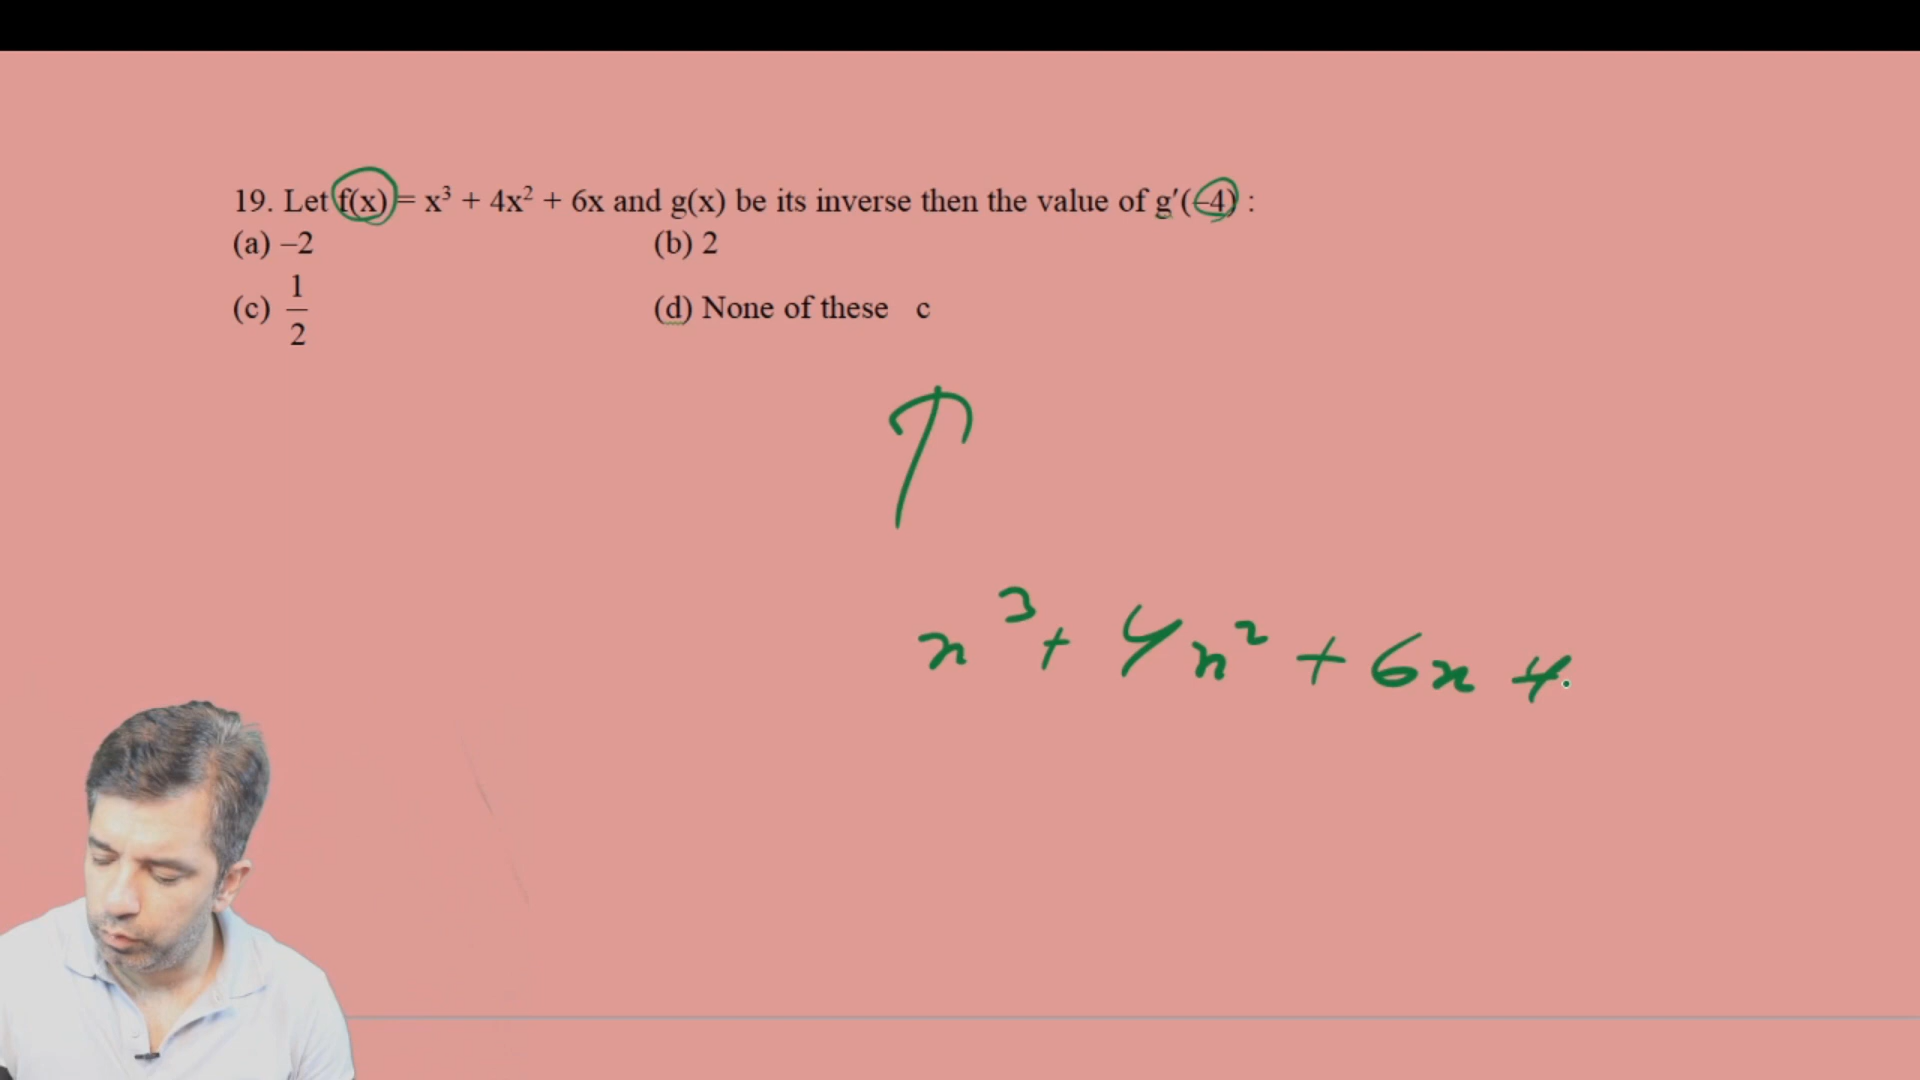 19. Let f(x) = x³ + 4x² + 6x and g(x) be its inverse then the value of g′(–4) :
(a) –2 (b) 2
(c) 1/2 (d) None of these c
x³ + 4x² + 6x +